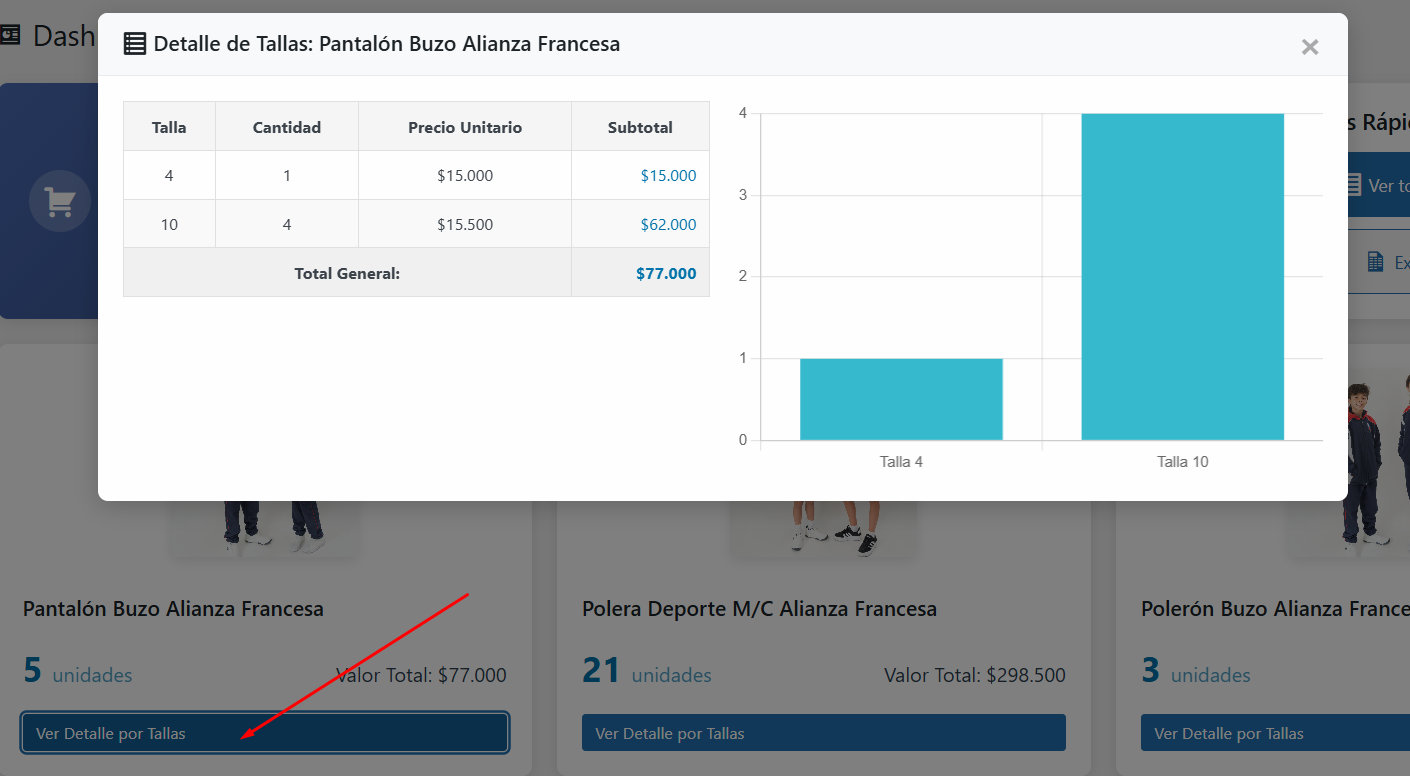 Dash
Detalle de Tallas: Pantalón Buzo Alianza Francesa
×
Talla Cantidad Precio Unitario Subtotal
4 1 $15.000 $15.000
10 4 $15.500 $62.000
Total General: $77.000
4
3
2
1
0
Talla 4 Talla 10
s Rápi
Ver to
Ex
Pantalón Buzo Alianza Francesa
5 unidades Valor Total: $77.000
Ver Detalle por Tallas
Polera Deporte M/C Alianza Francesa
21 unidades Valor Total: $298.500
Ver Detalle por Tallas
Polerón Buzo Alianza France
3 unidades
Ver Detalle por Tallas